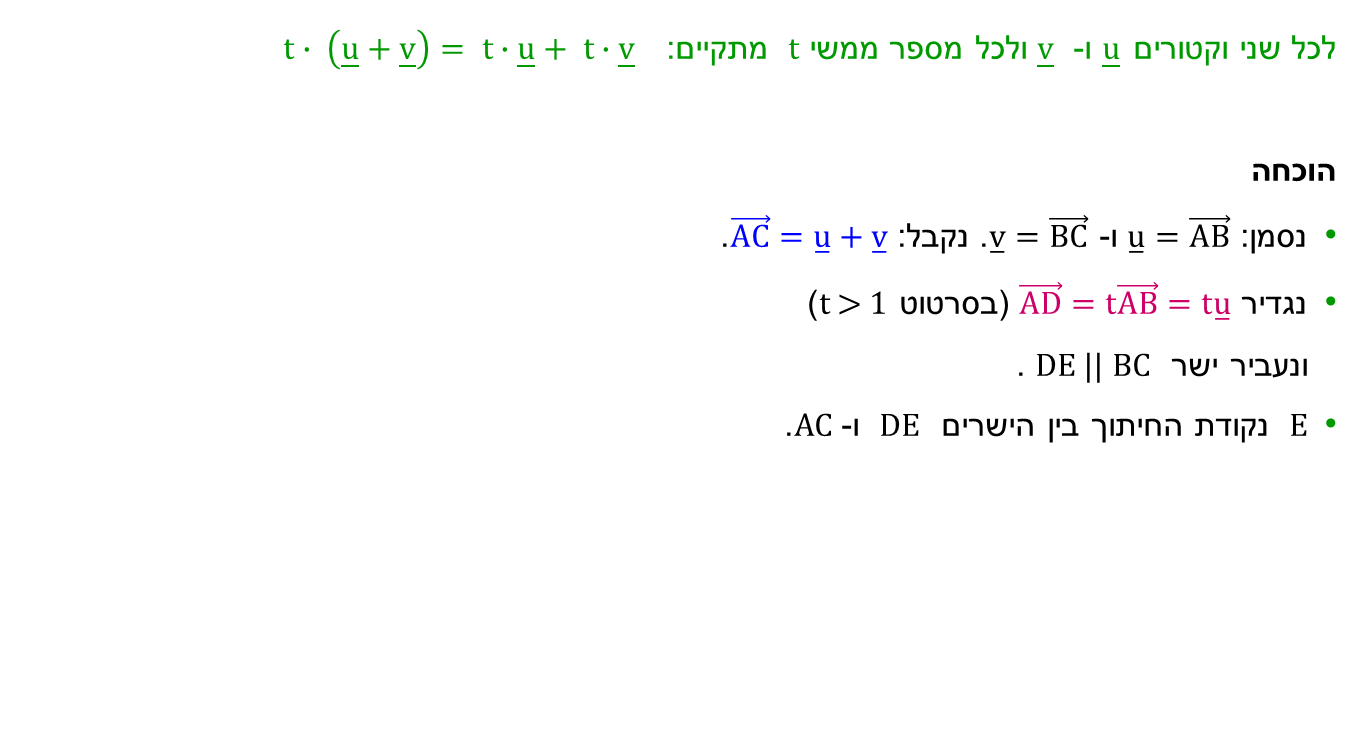 לכל שני וקטורים u ו- v ולכל מספר ממשי t מתקיים: t · (u + v) = t · u + t · v
הוכחה
• נסמן: u = AB ו- v = BC. נקבל: AC = u + v.
• נגדיר AD = tAB = tu (בסרטוט t > 1)
ונעביר ישר DE || BC .
• E נקודת החיתוך בין הישרים DE ו- AC.